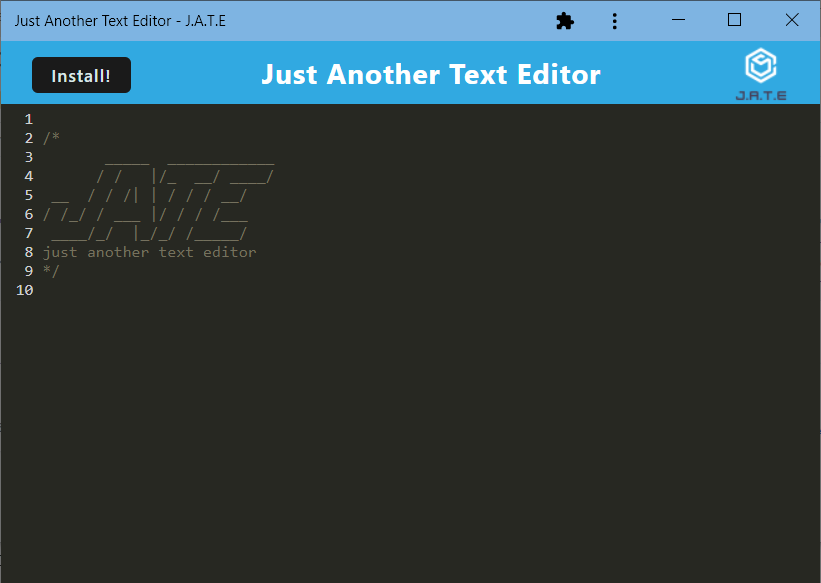 Just Another Text Editor - J.A.T.E
Install!
Just Another Text Editor
J.A.T.E
1
2 /*
3        _____  ____________
4       / /   |/_  __/ ____/
5  __  / / /| | / / / __/
6 / /_/ / ___ |/ / / /___
7  ____/_/  |_/_/ /_____/
8 just another text editor
9 */
10